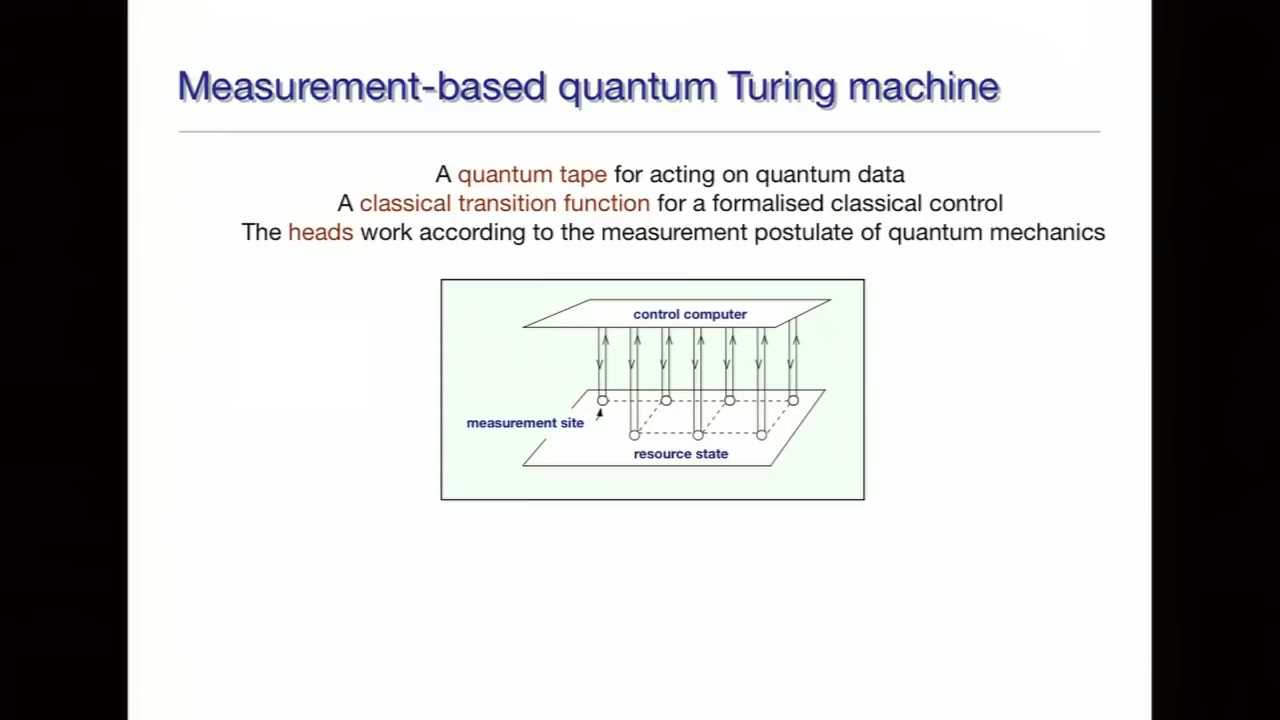 Measurement-based quantum Turing machine
A quantum tape for acting on quantum data
A classical transition function for a formalised classical control
The heads work according to the measurement postulate of quantum mechanics
control computer
measurement site
resource state